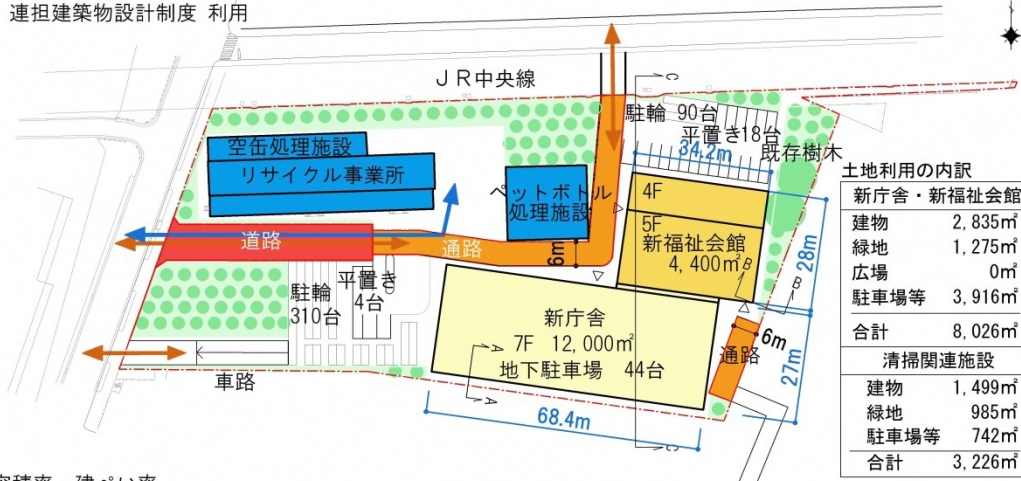 連担建築物設計制度 利用
JR中央線
駐輪 90台
平置き18台
34.2m
既存樹木
空缶処理施設
リサイクル事業所
ペットボトル
処理施設
4F
5F
新福祉会館
4,400㎡
28m
道路
通路
6m
駐輪
310台
平置き
4台
新庁舎
7F 12,000㎡
地下駐車場 44台
通路
6m
27m
車路
68.4m
A
A
B
B
C
C
土地利用の内訳
新庁舎・新福祉会館
建物 2,835㎡
緑地 1,275㎡
広場 0㎡
駐車場等 3,916㎡
合計 8,026㎡
清掃関連施設
建物 1,499㎡
緑地 985㎡
駐車場等 742㎡
合計 3,226㎡